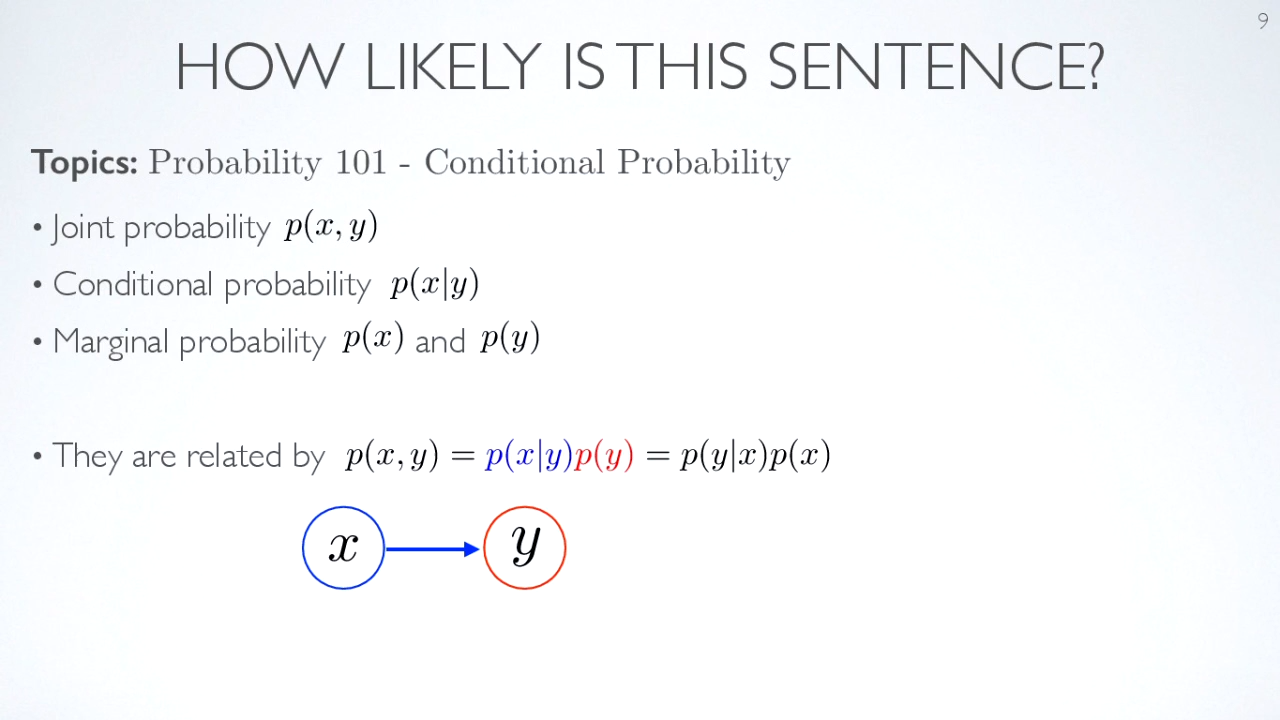 9
HOW LIKELY IS THIS SENTENCE?
Topics: Probability 101 - Conditional Probability
• Joint probability p(x, y)
• Conditional probability p(x|y)
• Marginal probability p(x) and p(y)
• They are related by p(x, y) = p(x|y)p(y) = p(y|x)p(x)
x y